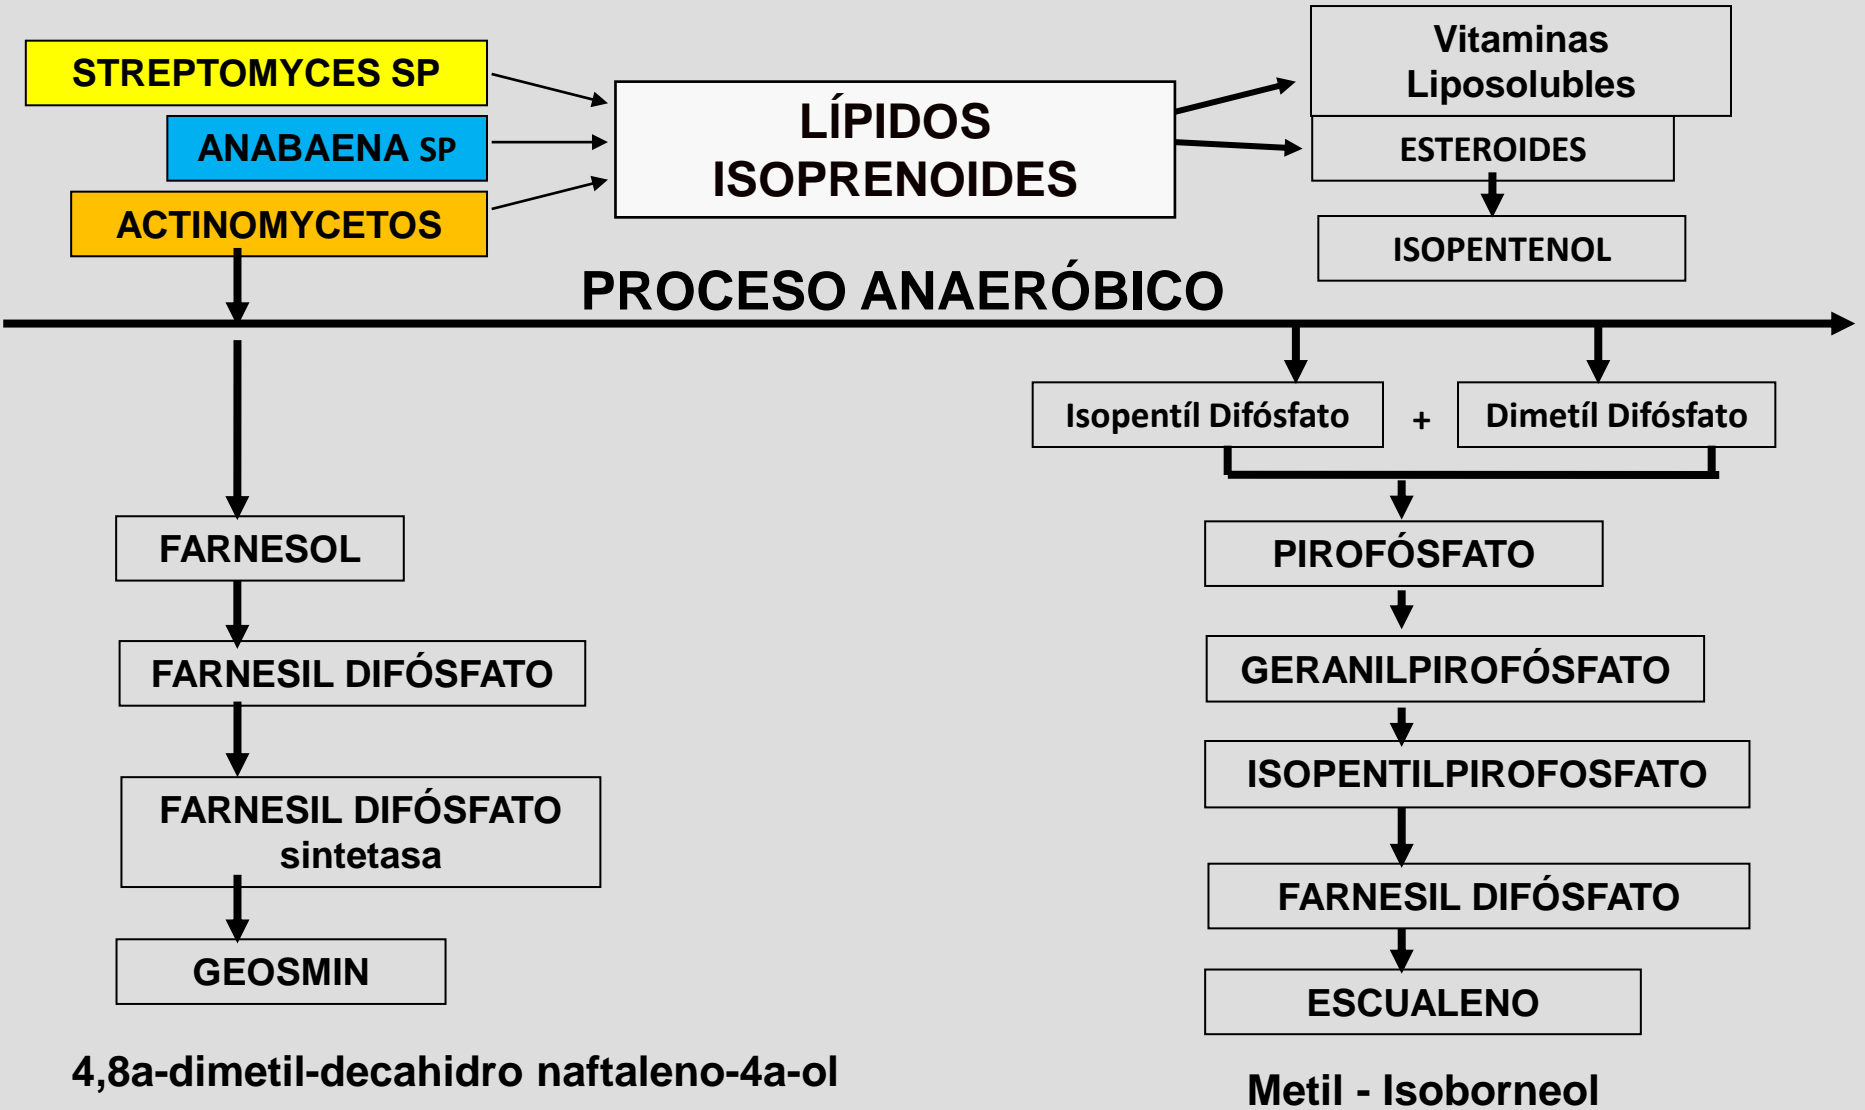 STREPTOMYCES SP
ANABAENA SP
ACTINOMYCETOS
LÍPIDOS
ISOPRENOIDES
Vitaminas
Liposolubles
ESTEROIDES
ISOPENTENOL
PROCESO ANAERÓBICO
Isopentíl Difósfato
+
Dimetíl Difósfato
FARNESOL
FARNESIL DIFÓSFATO
FARNESIL DIFÓSFATO
sintetasa
GEOSMIN
4,8a-dimetil-decahidro naftaleno-4a-ol
PIROFÓSFATO
GERANILPIROFÓSFATO
ISOPENTILPIROFOSFATO
FARNESIL DIFÓSFATO
ESCUALENO
Metil - Isoborneol